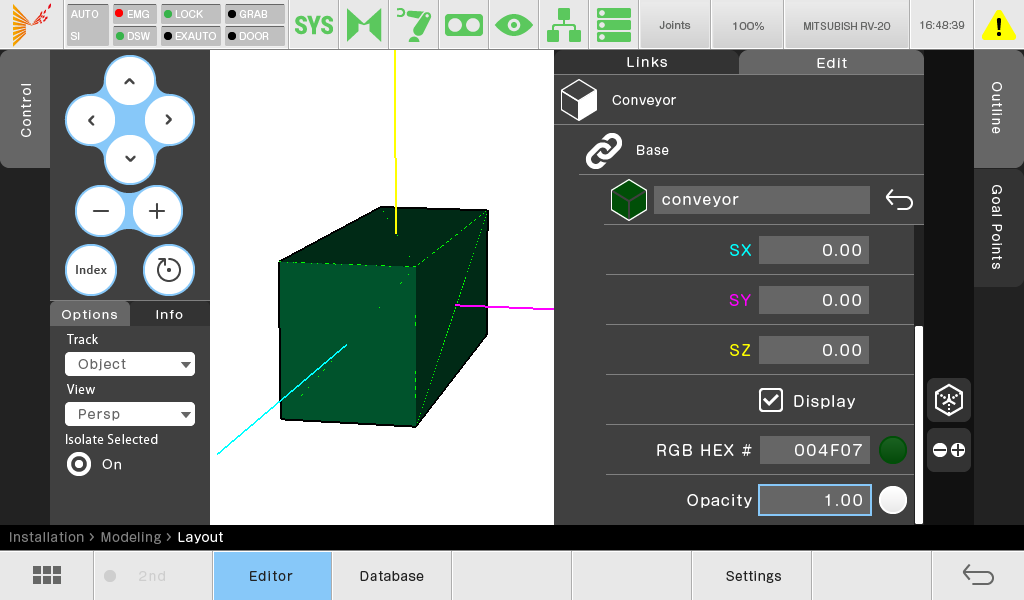 AUTO EMG LOCK GRAB
SI DSW EXAUTO DOOR
SYS
Joints
100%
MITSUBISH RV-20
16:48:39
Control
Index
Options Info
Track
Object
View
Persp
Isolate Selected
On
Links Edit
Conveyor
Base
conveyor
SX 0.00
SY 0.00
SZ 0.00
Display
RGB HEX # 004F07
Opacity 1.00
Outline
Goal Points
Installation > Modeling > Layout
2nd
Editor
Database
Settings